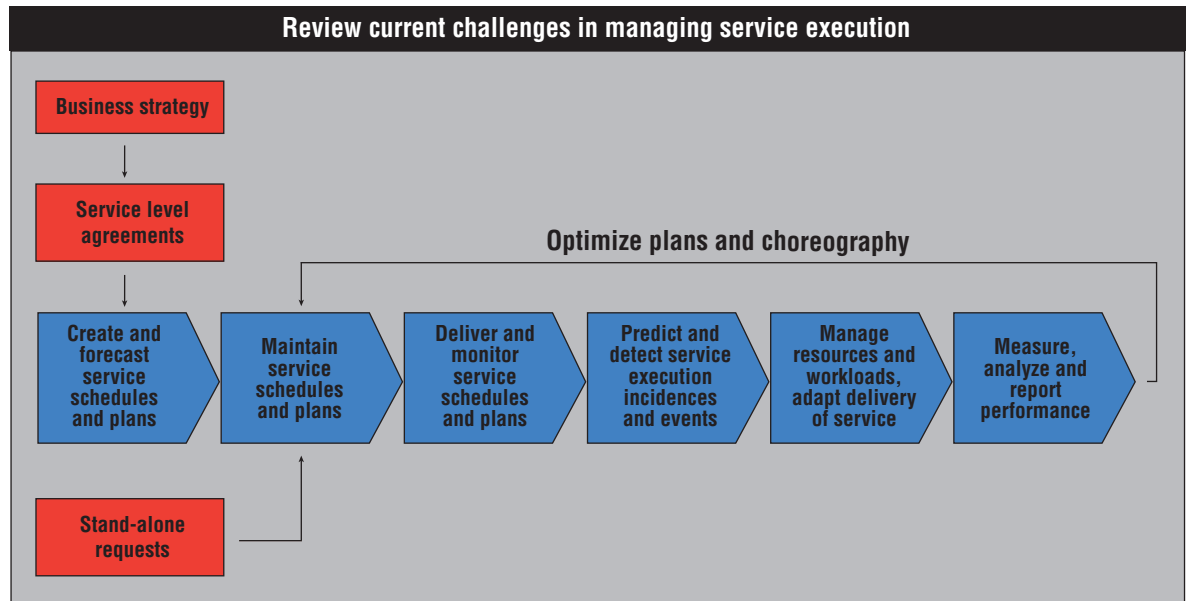 Review current challenges in managing service execution
Business strategy
Service level
agreements
Optimize plans and choreography
Create and
forecast
service
schedules
and plans
Maintain
service
schedules
and plans
Deliver and
monitor
service
schedules
and plans
Predict and
detect service
execution
incidences
and events
Manage
resources and
workloads,
adapt delivery
of service
Measure,
analyze and
report
performance
Stand-alone
requests